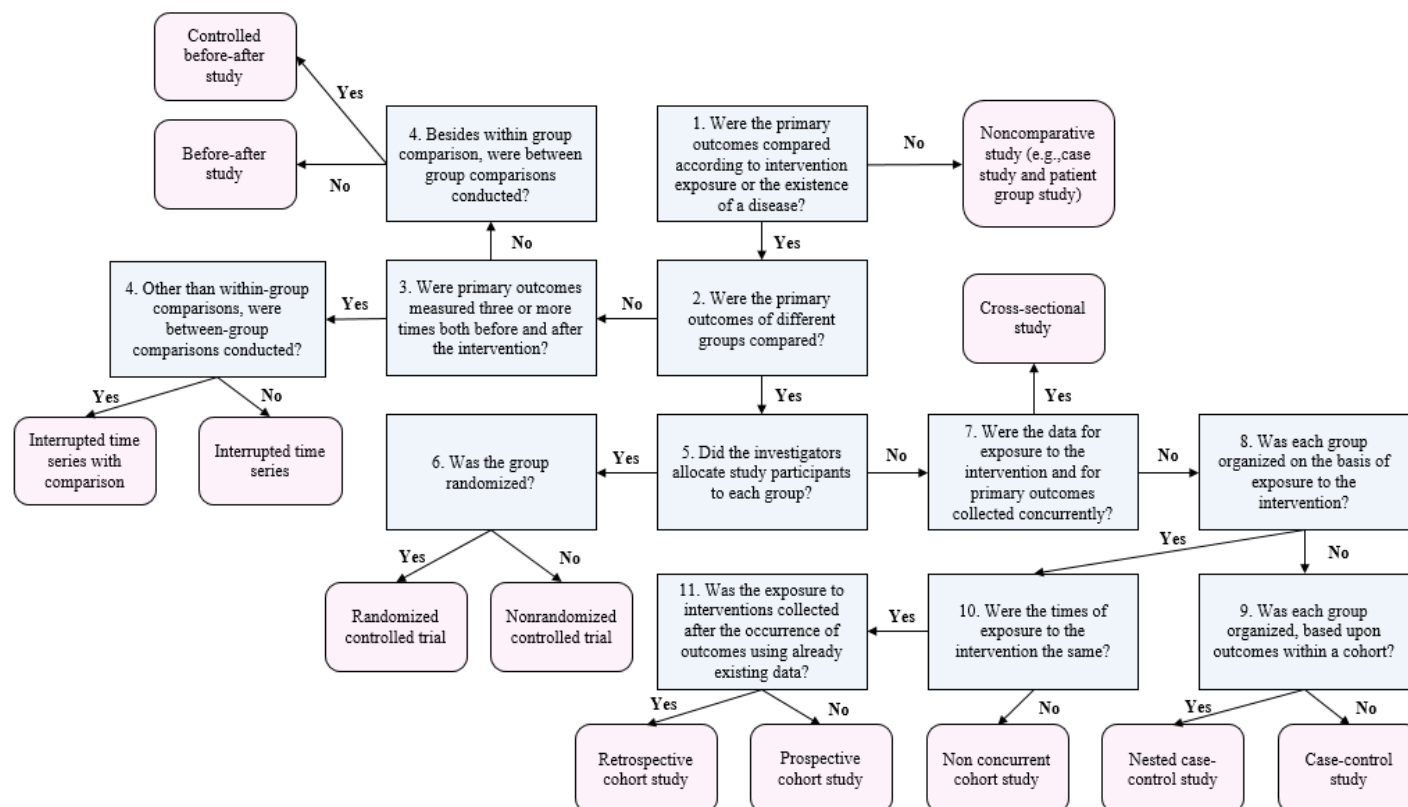 Controlled
before-after
study
Yes
4. Besides within group
comparison, were between
group comparisons
conducted?
Before-after
study
No
1. Were the primary
outcomes compared
according to intervention
exposure or the existence
of a disease?
No
Noncomparative
study (e.g.,case
study and patient
group study)
No
Yes
4. Other than within-group
comparisons, were
between-group
comparisons conducted?
Yes
3. Were primary outcomes
measured three or more
times both before and after
the intervention?
No
2. Were the primary
outcomes of different
groups compared?
Cross-sectional
study
Yes
No
Yes
Yes
Interrupted time
series with
comparison
Interrupted time
series
6. Was the group
randomized?
Yes
5. Did the investigators
allocate study participants
to each group?
No
7. Were the data for
exposure to the
intervention and for
primary outcomes
collected concurrently?
No
8. Was each group
organized on the basis of
exposure to the
intervention?
Yes
No
Yes
No
Randomized
controlled trial
Nonrandomized
controlled trial
11. Was the exposure to
interventions collected
after the occurrence of
outcomes using already
existing data?
Yes
10. Were the times of
exposure to the
intervention the same?
9. Was each group
organized, based upon
outcomes within a cohort?
Yes
No
No
Yes
No
Retrospective
cohort study
Prospective
cohort study
Non concurrent
cohort study
Nested case-
control study
Case-control
study